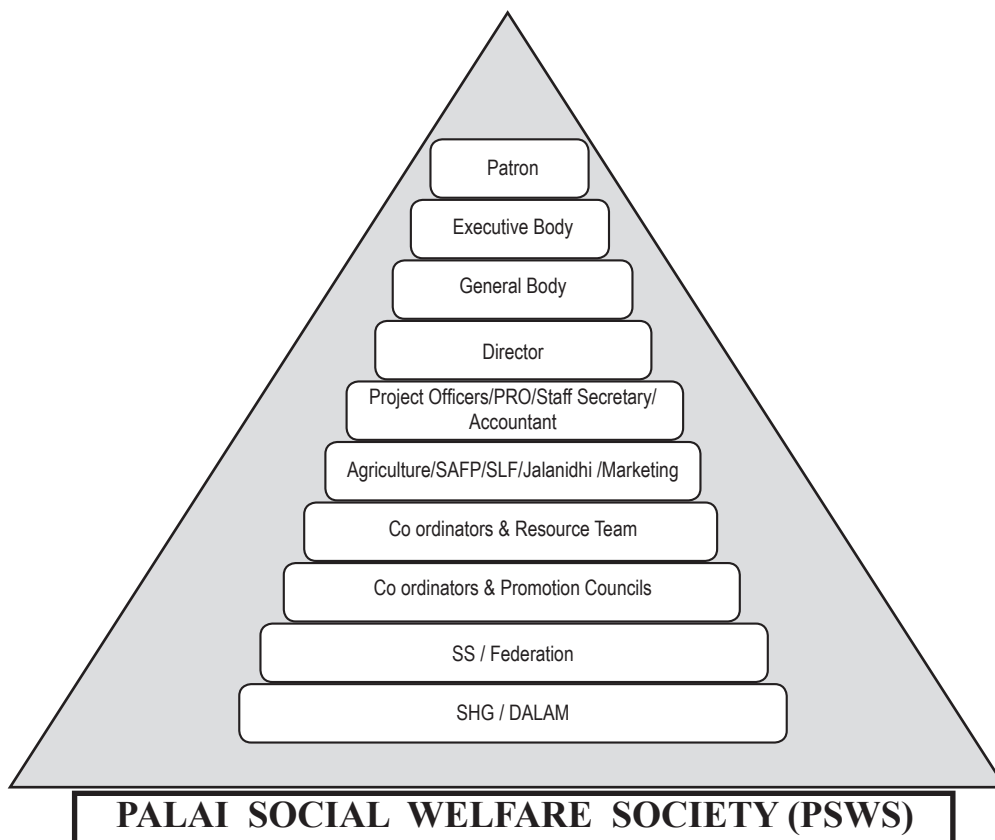 Patron
Executive Body
General Body
Director
Project Officers/PRO/Staff Secretary/
Accountant
Agriculture/SAFP/SLF/Jalanidhi /Marketing
Co ordinators & Resource Team
Co ordinators & Promotion Councils
SS / Federation
SHG / DALAM
PALAI SOCIAL WELFARE SOCIETY (PSWS)